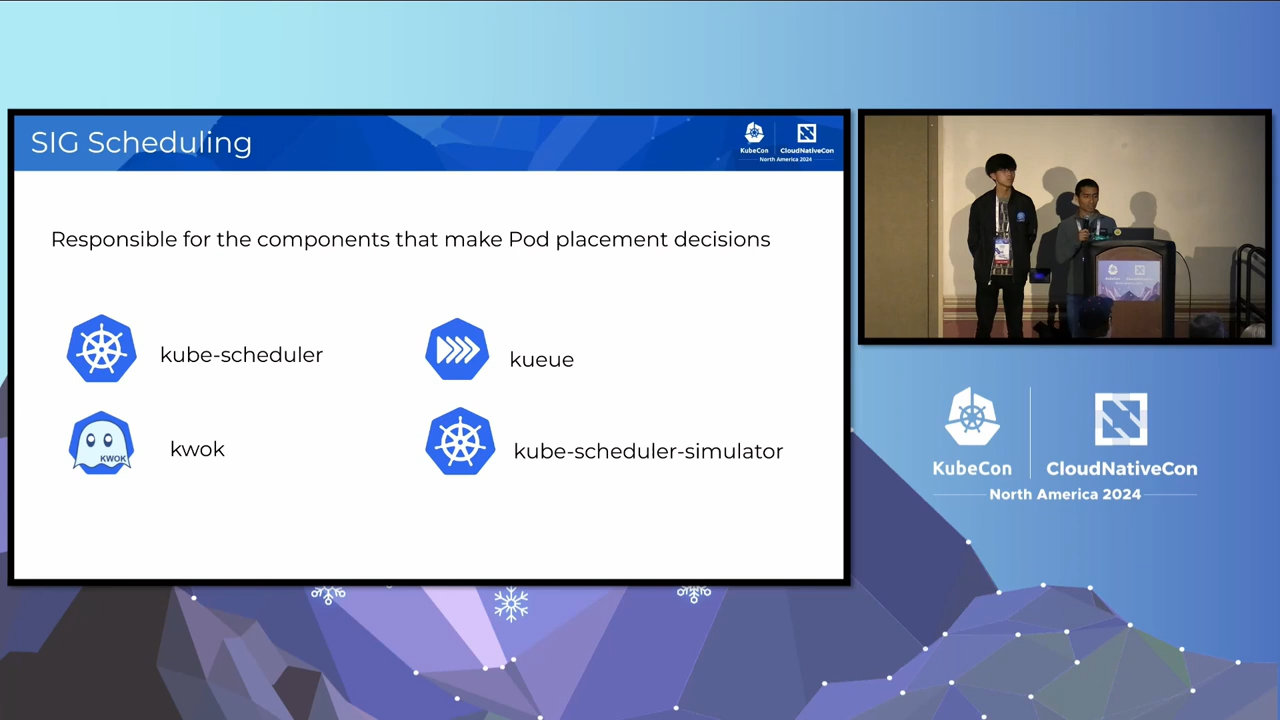 SIG Scheduling
KubeCon
CloudNativeCon
North America 2024
Responsible for the components that make Pod placement decisions
kube-scheduler
kueue
KWOK
kwok
kube-scheduler-simulator
KubeCon
CloudNativeCon
North America 2024